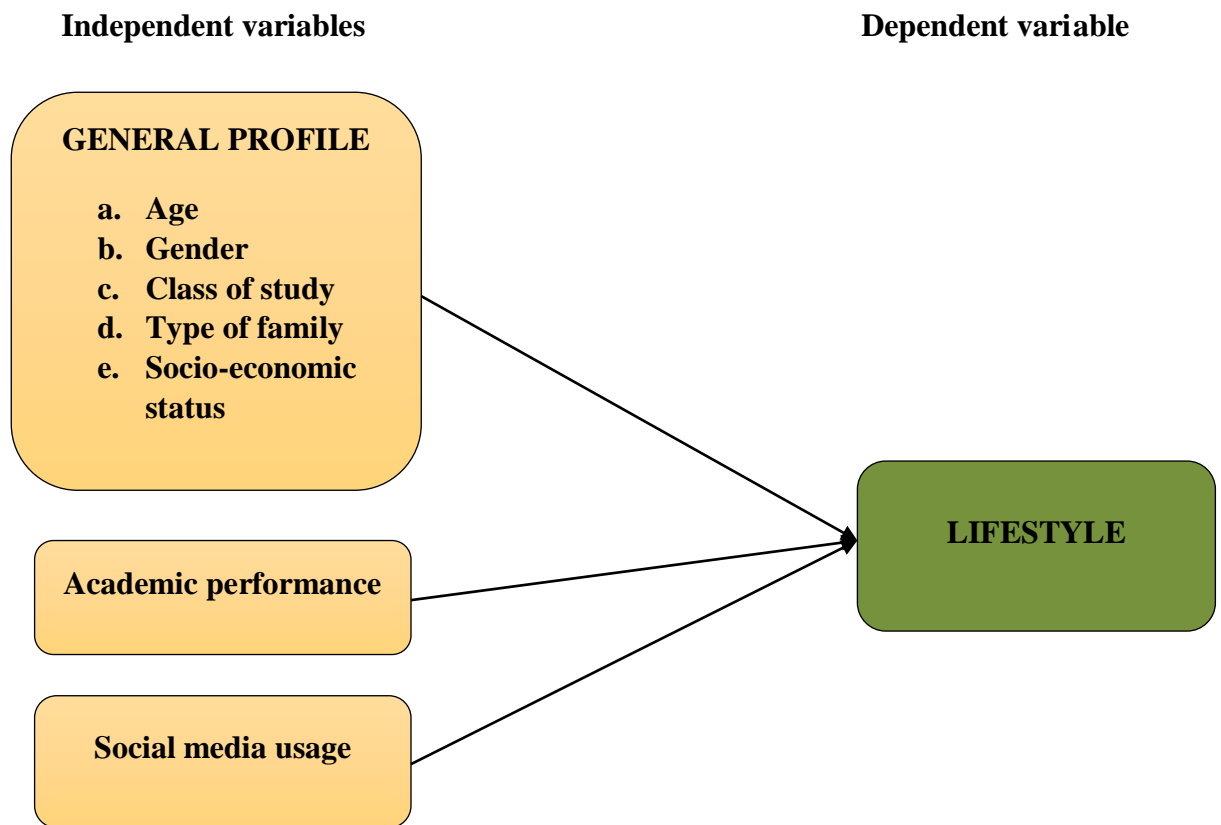 Independent variables
Dependent variable
GENERAL PROFILE
a. Age
b. Gender
c. Class of study
d. Type of family
e. Socio-economic
status
LIFESTYLE
Academic performance
Social media usage